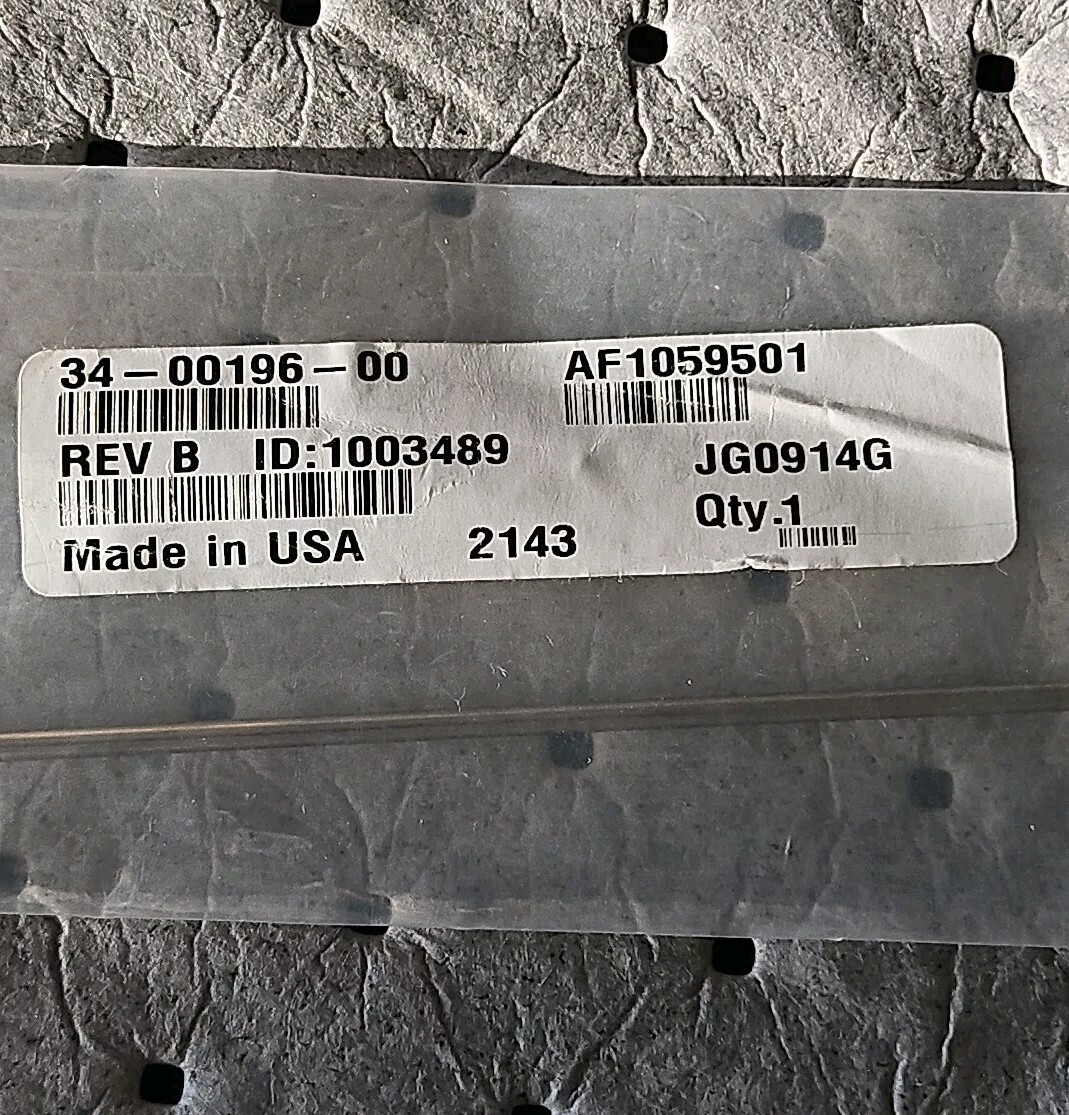 34-00196-00 AF1059501
REV B ID:1003489 JG0914G
Qty.1
Made in USA 2143